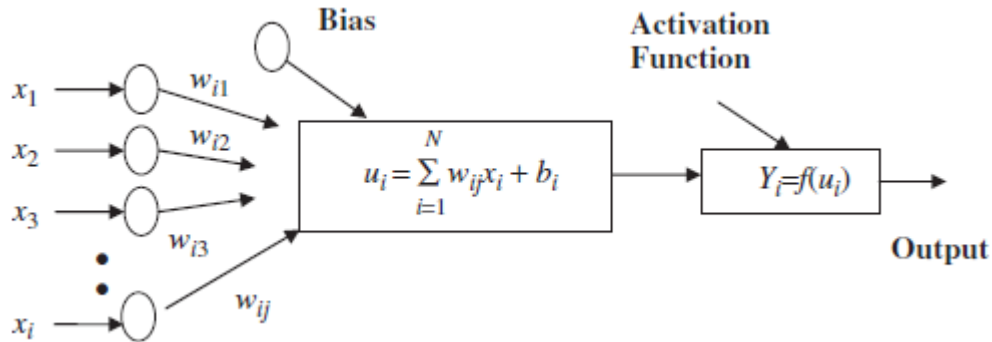 Bias
Activation
Function
x₁
wᵢ₁
x₂
wᵢ₂
x₃
wᵢ₃
xᵢ
wᵢⱼ
N
uᵢ = ∑ wᵢⱼxᵢ + bᵢ
i=1
Yᵢ=f(uᵢ)
Output